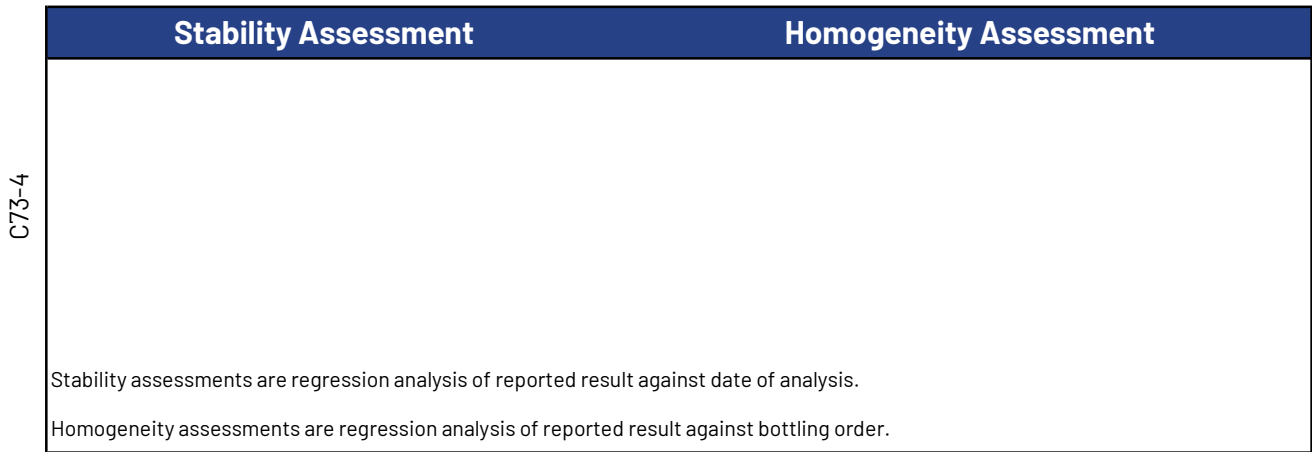 Stability Assessment
Homogeneity Assessment
C73-4
Stability assessments are regression analysis of reported result against date of analysis.
Homogeneity assessments are regression analysis of reported result against bottling order.